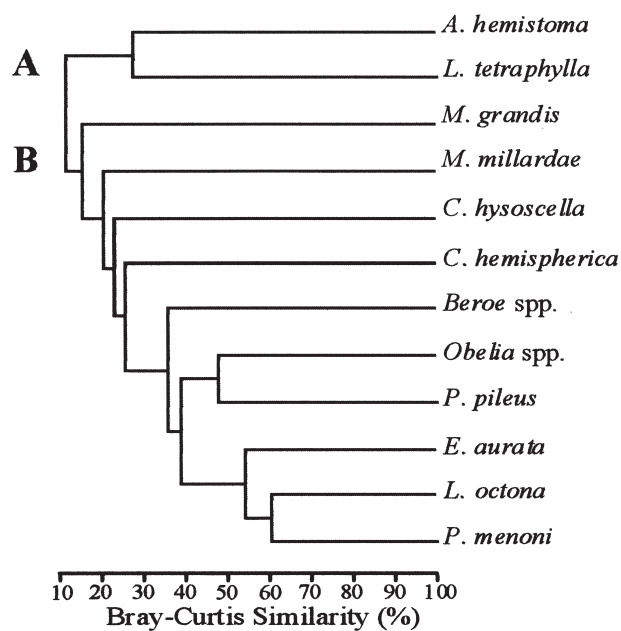 A. hemistoma
A
L. tetraphylla
M. grandis
B
M. millardae
C. hysoscella
C. hemispherica
Beroe spp.
Obelia spp.
P. pileus
E. aurata
L. octona
P. menoni
10 20 30 40 50 60 70 80 90 100
Bray-Curtis Similarity (%)